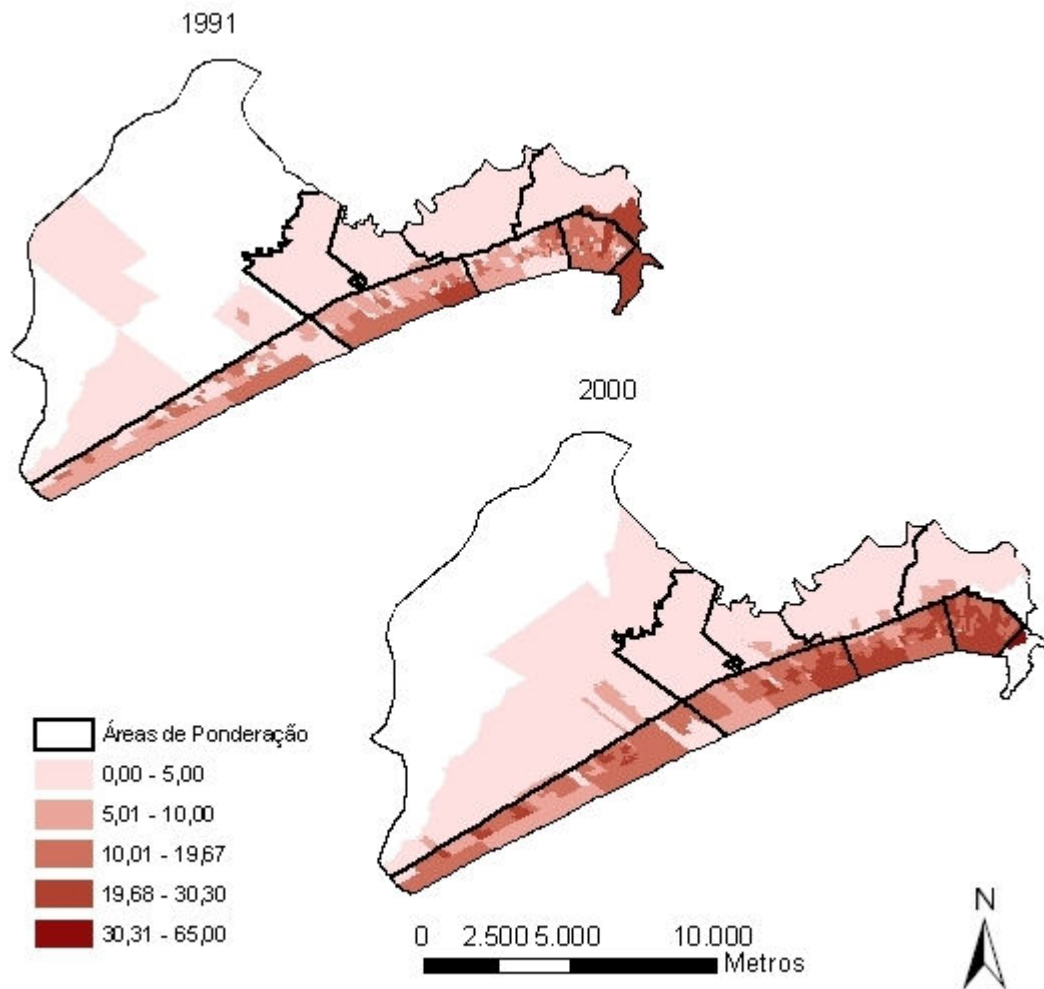 1991
2000
Áreas de Ponderação
0,00 - 5,00
5,01 - 10,00
10,01 - 19,67
19,68 - 30,30
30,31 - 65,00
0 2.500 5.000 10.000
Metros
N